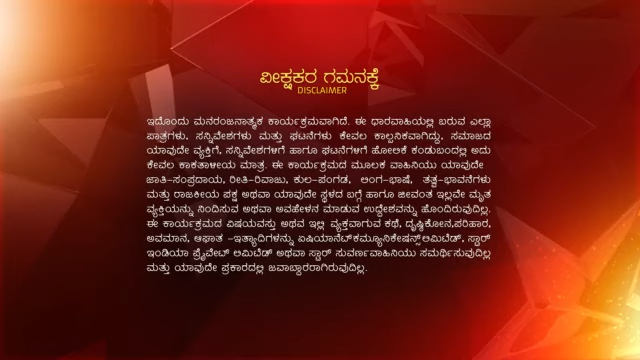 ವೀಕ್ಷಕರ ಗಮನಕ್ಕೆ
DISCLAIMER
ಇದೊಂದು ಮನರಂಜನಾತ್ಮಕ ಕಾರ್ಯಕ್ರಮವಾಗಿದೆ. ಈ ಧಾರವಾಹಿಯಲ್ಲಿ ಬರುವ ಎಲ್ಲಾ
ಪಾತ್ರಗಳು, ಸನ್ನಿವೇಶಗಳು ಮತ್ತು ಘಟನೆಗಳು ಕೇವಲ ಕಾಲ್ಪನಿಕವಾಗಿದ್ದು, ಸಮಾಜದ
ಯಾವುದೇ ವ್ಯಕ್ತಿಗೆ, ಸನ್ನಿವೇಶಗಳಿಗೆ ಹಾಗೂ ಘಟನೆಗಳಿಗೆ ಹೋಲಿಕೆ ಕಂಡುಬಂದಲ್ಲಿ ಅದು
ಕೇವಲ ಕಾಕತಾಳೀಯ ಮಾತ್ರ. ಈ ಕಾರ್ಯಕ್ರಮದ ಮೂಲಕ ವಾಹಿನಿಯು ಯಾವುದೇ
ಜಾತಿ-ಸಂಪ್ರದಾಯ, ರೀತಿ-ರಿವಾಜು, ಕುಲ-ಪಂಗಡ, ಲಿಂಗ-ಭಾಷೆ, ತತ್ವ-ಭಾವನೆಗಳು
ಮತ್ತು ರಾಜಕೀಯ ಪಕ್ಷ ಅಥವಾ ಯಾವುದೇ ಸ್ಥಳದ ಬಗ್ಗೆ ಹಾಗೂ ಜೀವಂತ ಇಲ್ಲವೇ ಮೃತ
ವ್ಯಕ್ತಿಯನ್ನು ನಿಂದಿಸುವ ಅಥವಾ ಅವಹೇಳನ ಮಾಡುವ ಉದ್ದೇಶವನ್ನು ಹೊಂದಿರುವುದಿಲ್ಲ.
ಈ ಕಾರ್ಯಕ್ರಮದ ವಿಷಯವಸ್ತು ಅಥವ ಇಲ್ಲಿ ವ್ಯಕ್ತವಾಗುವ ಕಥೆ, ದೃಷ್ಟಿಕೋನ,ಪರಿಹಾರ,
ಅವಮಾನ, ಆಘಾತ -ಇತ್ಯಾದಿಗಳನ್ನು ಏಷಿಯಾನೆಟ್‌ಕಮ್ಯೂನಿಕೇಷನ್ಸ್‌ಲಿಮಿಟೆಡ್, ಸ್ಟಾರ್
ಇಂಡಿಯಾ ಪ್ರೈವೇಟ್ ಲಿಮಿಟೆಡ್ ಅಥವಾ ಸ್ಟಾರ್ ಸುವರ್ಣವಾಹಿನಿಯು ಸಮರ್ಥಿಸುವುದಿಲ್ಲ
ಮತ್ತು ಯಾವುದೇ ಪ್ರಕಾರದಲ್ಲಿ ಜವಾಬ್ದಾರರಾಗಿರುವುದಿಲ್ಲ.